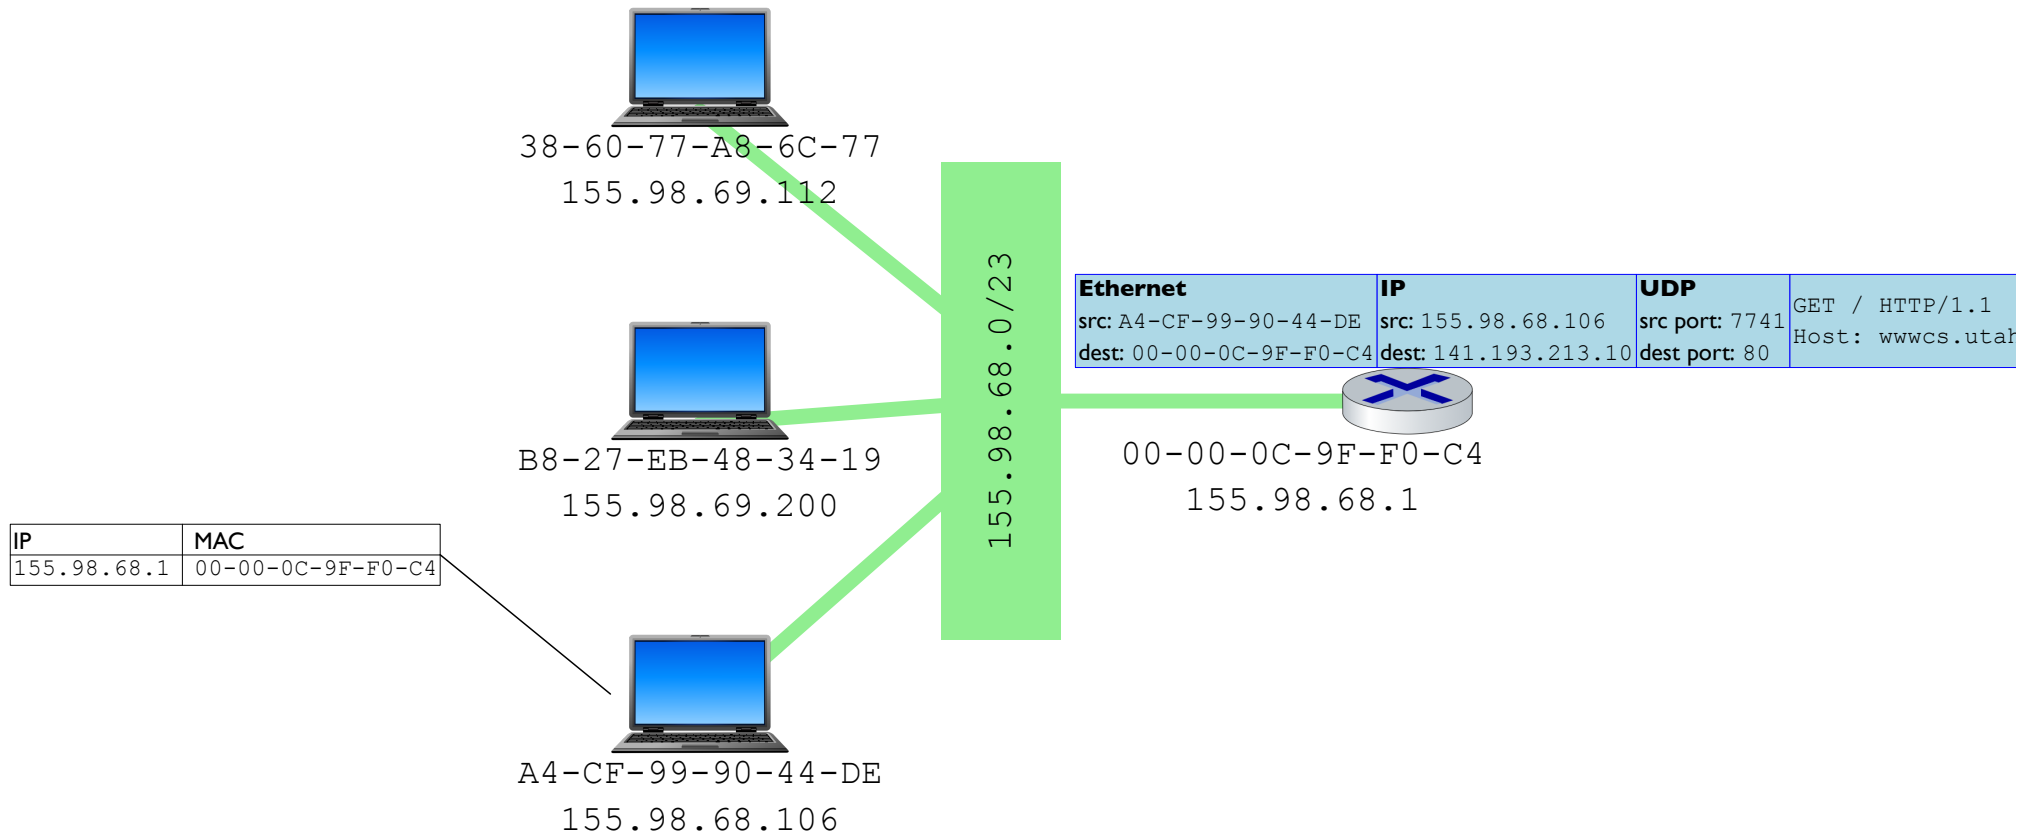 38-60-77-A8-6C-77
155.98.69.112
155.98.68.0/23
Ethernet
src: A4-CF-99-90-44-DE
dest: 00-00-0C-9F-F0-C4
IP
src: 155.98.68.106
dest: 141.193.213.10
UDP
src port: 7741
dest port: 80
GET / HTTP/1.1
Host: wwwcs.utah
B8-27-EB-48-34-19
155.98.69.200
00-00-0C-9F-F0-C4
155.98.68.1
IP MAC
155.98.68.1 00-00-0C-9F-F0-C4
A4-CF-99-90-44-DE
155.98.68.106